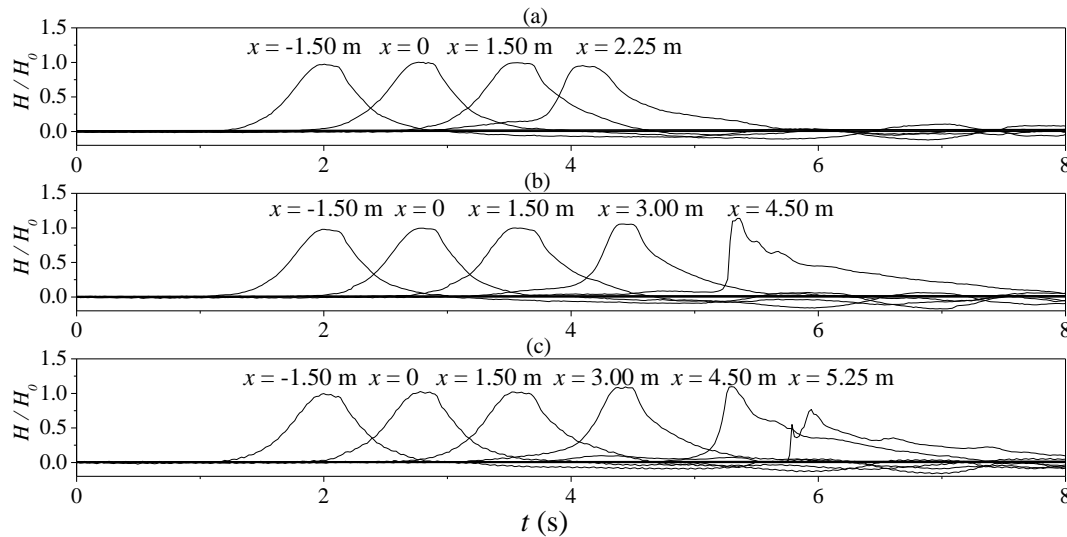 (a)
1.5
x = -1.50 m x = 0 x = 1.50 m x = 2.25 m
1.0
H / H0
0.5
0.0
0 2 4 6 8
(b)
1.5
x = -1.50 m x = 0 x = 1.50 m x = 3.00 m x = 4.50 m
1.0
H / H0
0.5
0.0
0 2 4 6 8
(c)
1.5
x = -1.50 m x = 0 x = 1.50 m x = 3.00 m x = 4.50 m x = 5.25 m
1.0
H / H0
0.5
0.0
0 2 4 6 8
t (s)